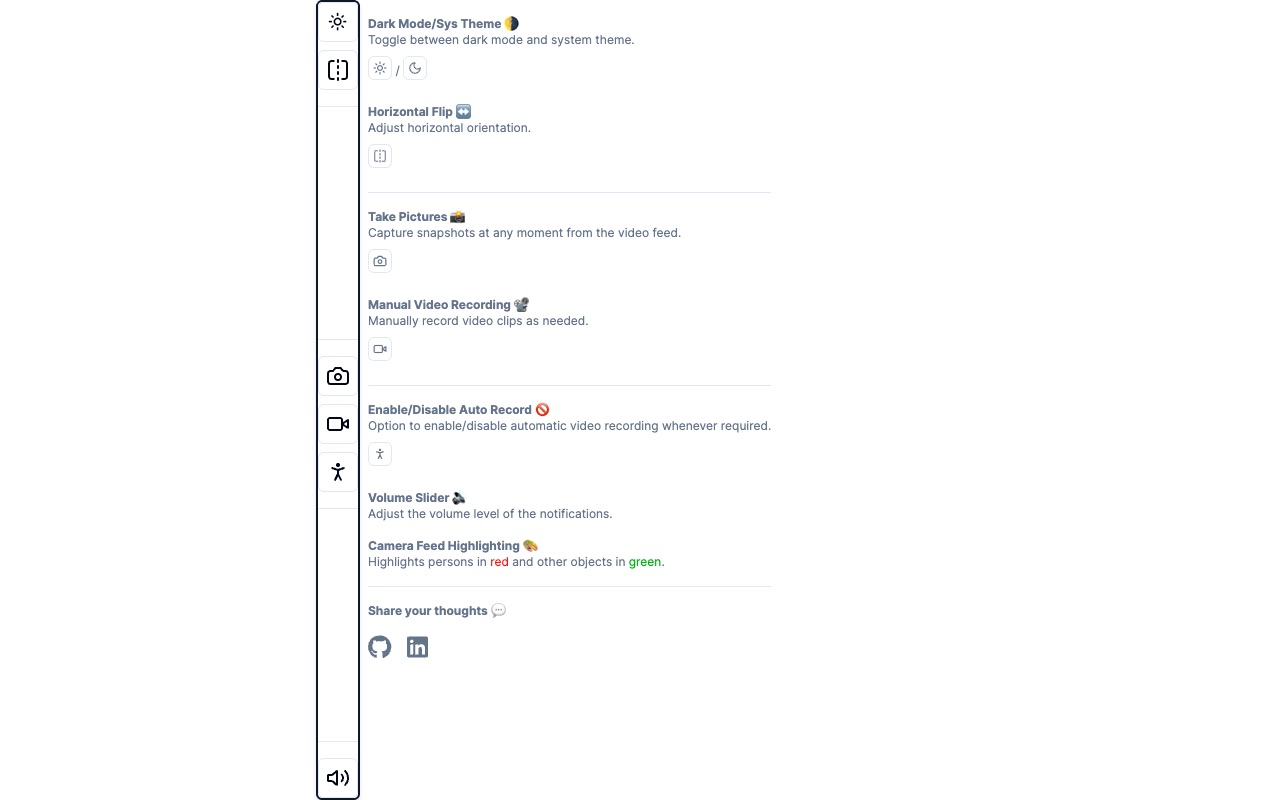 Dark Mode/Sys Theme 🌗
Toggle between dark mode and system theme.
/
Horizontal Flip ↔️
Adjust horizontal orientation.
Take Pictures 📸
Capture snapshots at any moment from the video feed.
Manual Video Recording 📽️
Manually record video clips as needed.
Enable/Disable Auto Record 🚫
Option to enable/disable automatic video recording whenever required.
Volume Slider 🔊
Adjust the volume level of the notifications.
Camera Feed Highlighting 🎨
Highlights persons in red and other objects in green.
Share your thoughts 💬
in